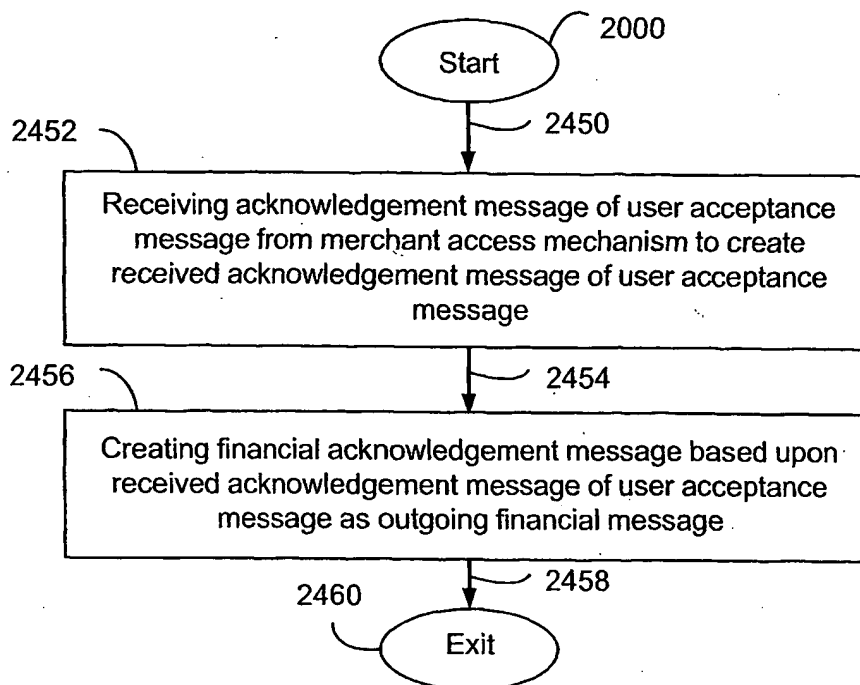 2000
Start
2450
2452
Receiving acknowledgement message of user acceptance
message from merchant access mechanism to create
received acknowledgement message of user acceptance
message
2454
2456
Creating financial acknowledgement message based upon
received acknowledgement message of user acceptance
message as outgoing financial message
2458
2460
Exit